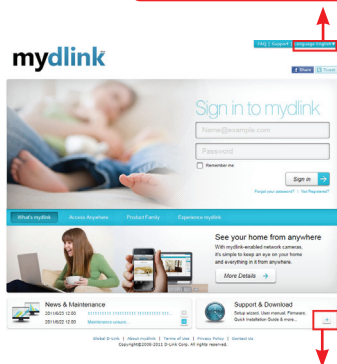 FAQ | Support | Language:English
mydlink
Share Tweet
Sign in to mydlink
Name@example.com
Password
Remember me
Sign in
Forgot your password? | Not Registered?
What's mydlink Access Anywhere Product Family Experience mydlink
See your home from anywhere
With mydlink-enabled network cameras,
it's simple to keep an eye on your home
and everything in it from anywhere.
More Details
News & Maintenance
2011/6/23 12:00
2011/6/22 12:00 Maintenance
Support & Download
Setup wizard, User manual, Firmware,
Quick Installation Guide & more...
Global D-Link | About mydlink | Terms of Use | Privacy Policy | Contact Us
Copyright©2009-2011 D-Link Corp. All rights reserved.